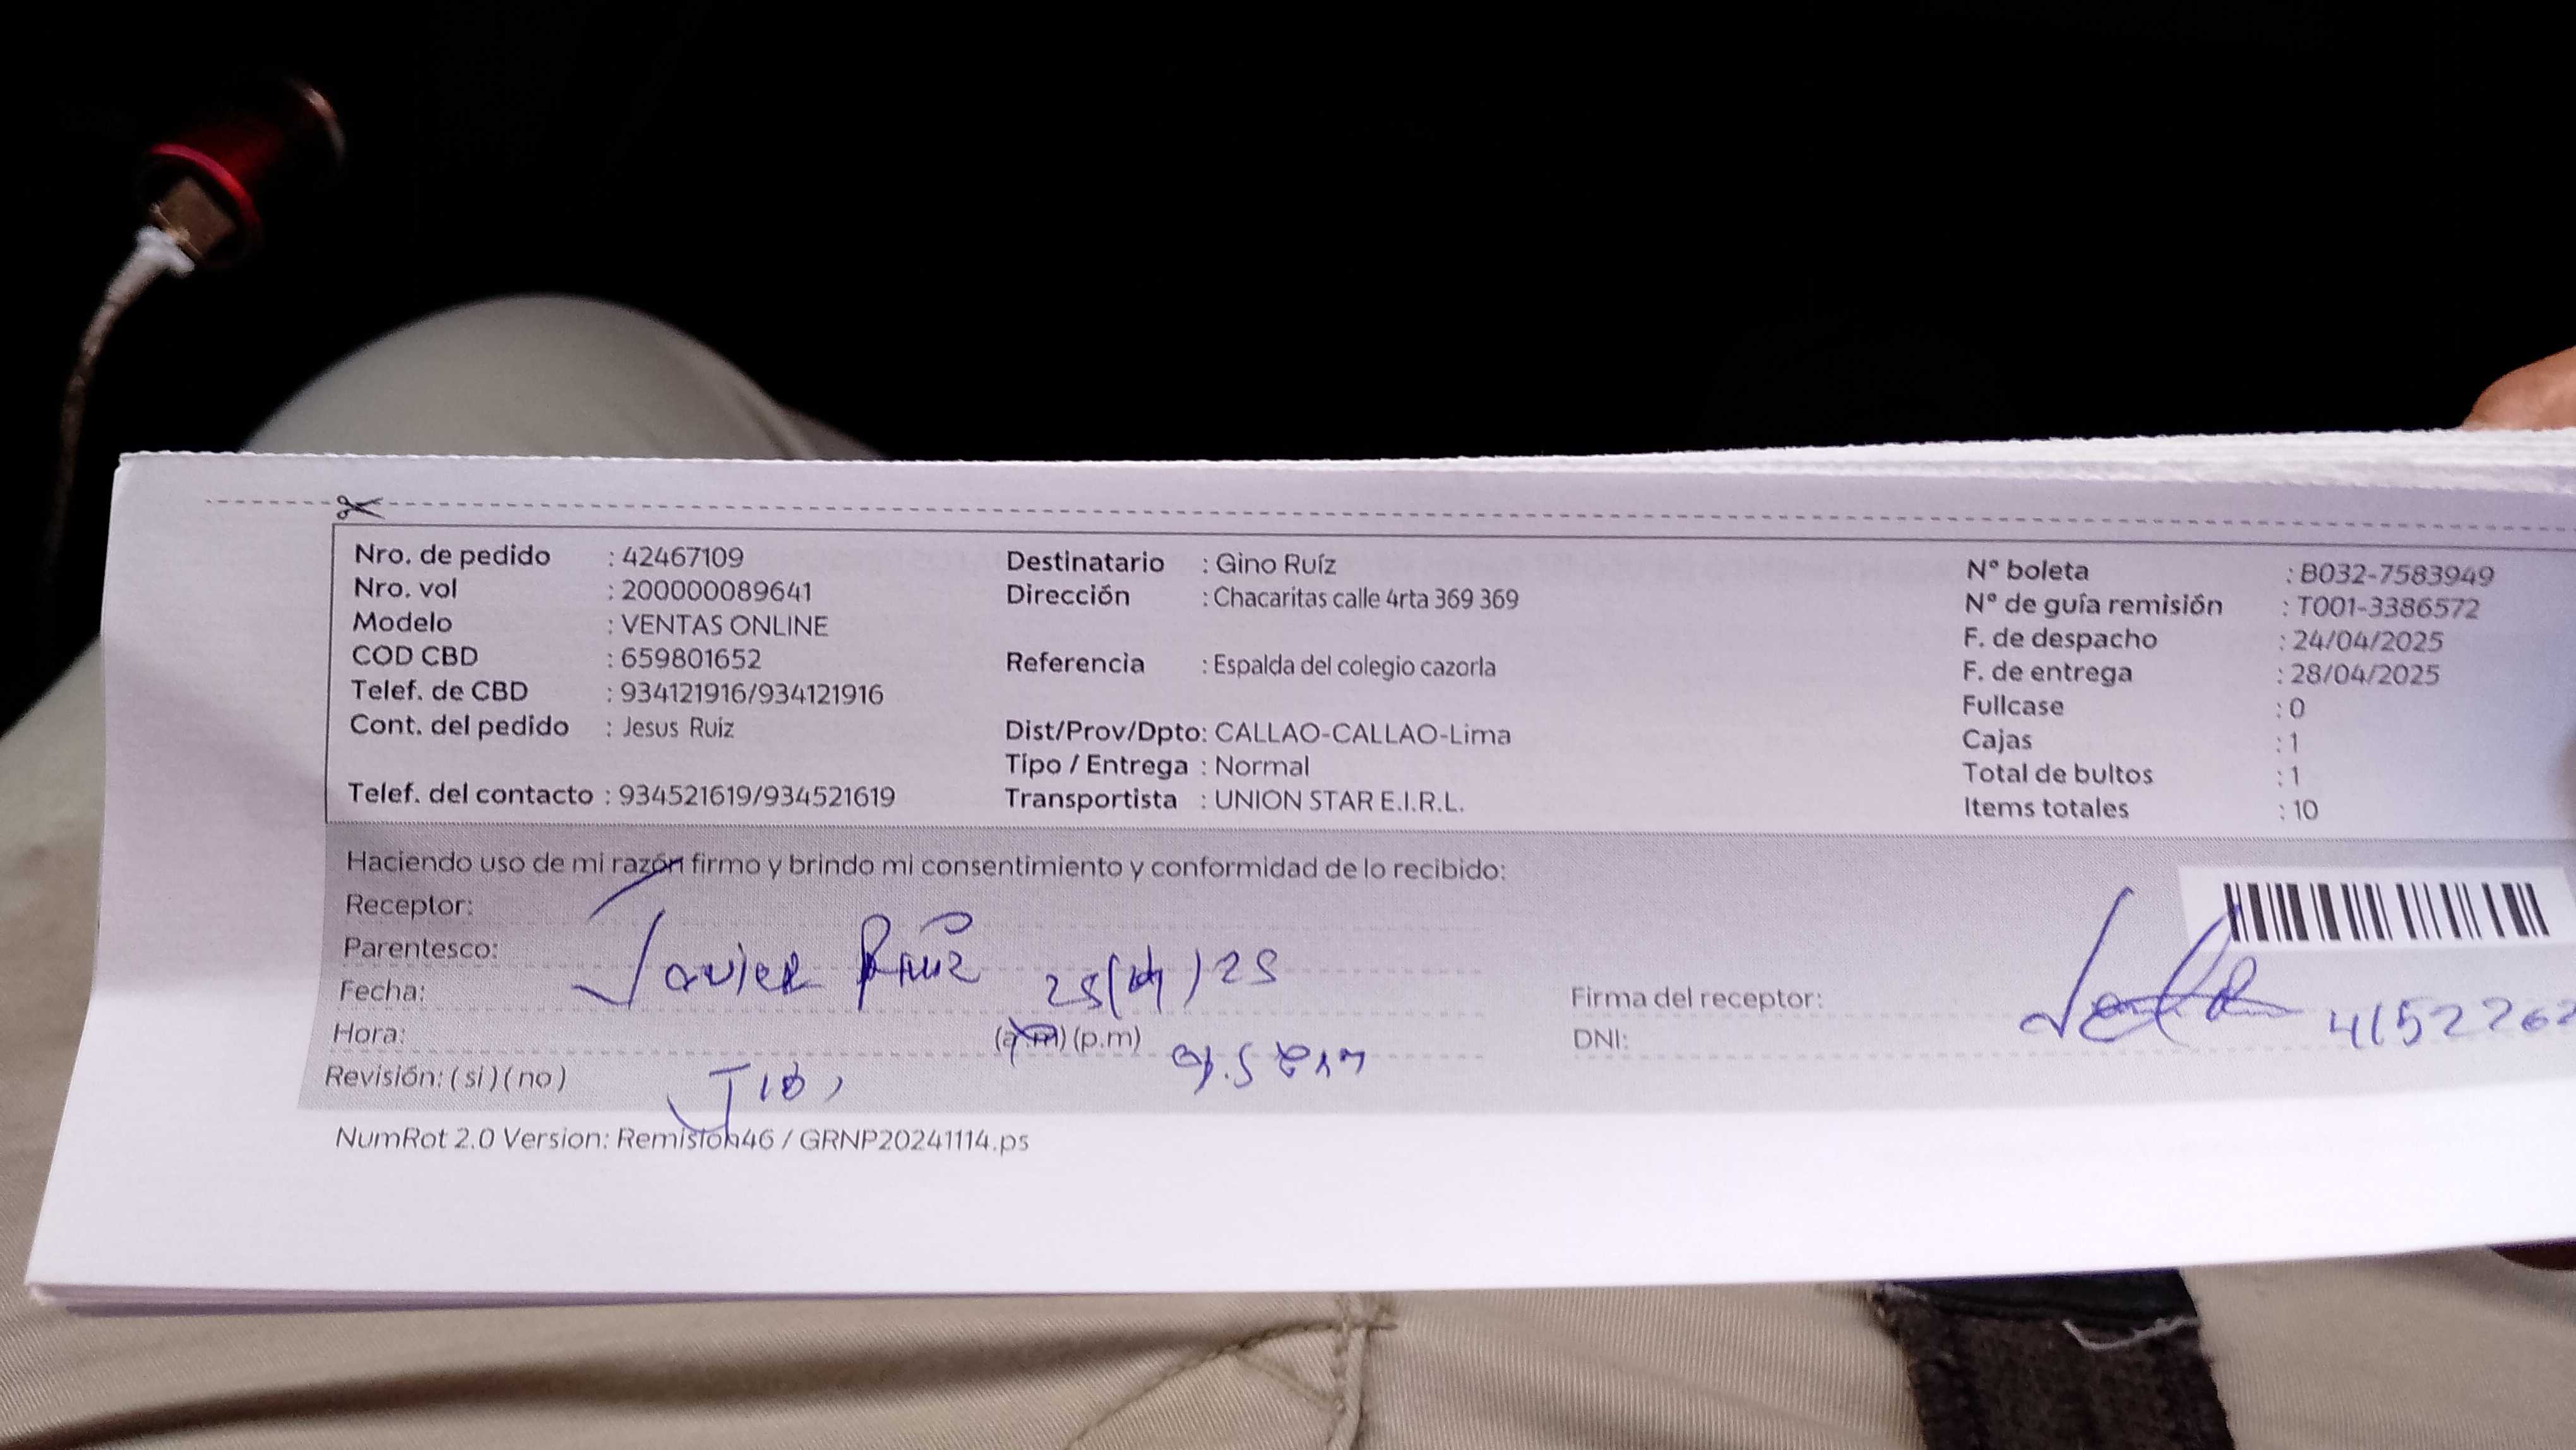 Nro. de pedido : 42467109
Nro. vol : 200000089641
Modelo : VENTAS ONLINE
COD CBD : 659801652
Telef. de CBD : 934121916/934121916
Cont. del pedido : Jesus Ruiz
Telef. del contacto : 934521619/934521619
Destinatario : Gino Ruíz
Dirección : Chacaritas calle 4rta 369 369
Referencia : Espalda del colegio cazorla
Dist/Prov/Dpto: CALLAO-CALLAO-Lima
Tipo / Entrega : Normal
Transportista : UNION STAR E.I.R.L.
N° boleta : B032-7583949
N° de guía remisión : T001-3386572
F. de despacho : 24/04/2025
F. de entrega : 28/04/2025
Fullcase : 0
Cajas : 1
Total de bultos : 1
Items totales : 10
Haciendo uso de mi razón firmo y brindo mi consentimiento y conformidad de lo recibido:
Receptor:
Parentesco:
Javier Ruiz
Fecha:
Hora: (a.m) (p.m)
Revisión: ( si ) ( no )
Firma del receptor:
DNI: 4152262
NumRot 2.0 Version: Remision46 / GRNP20241114.ps